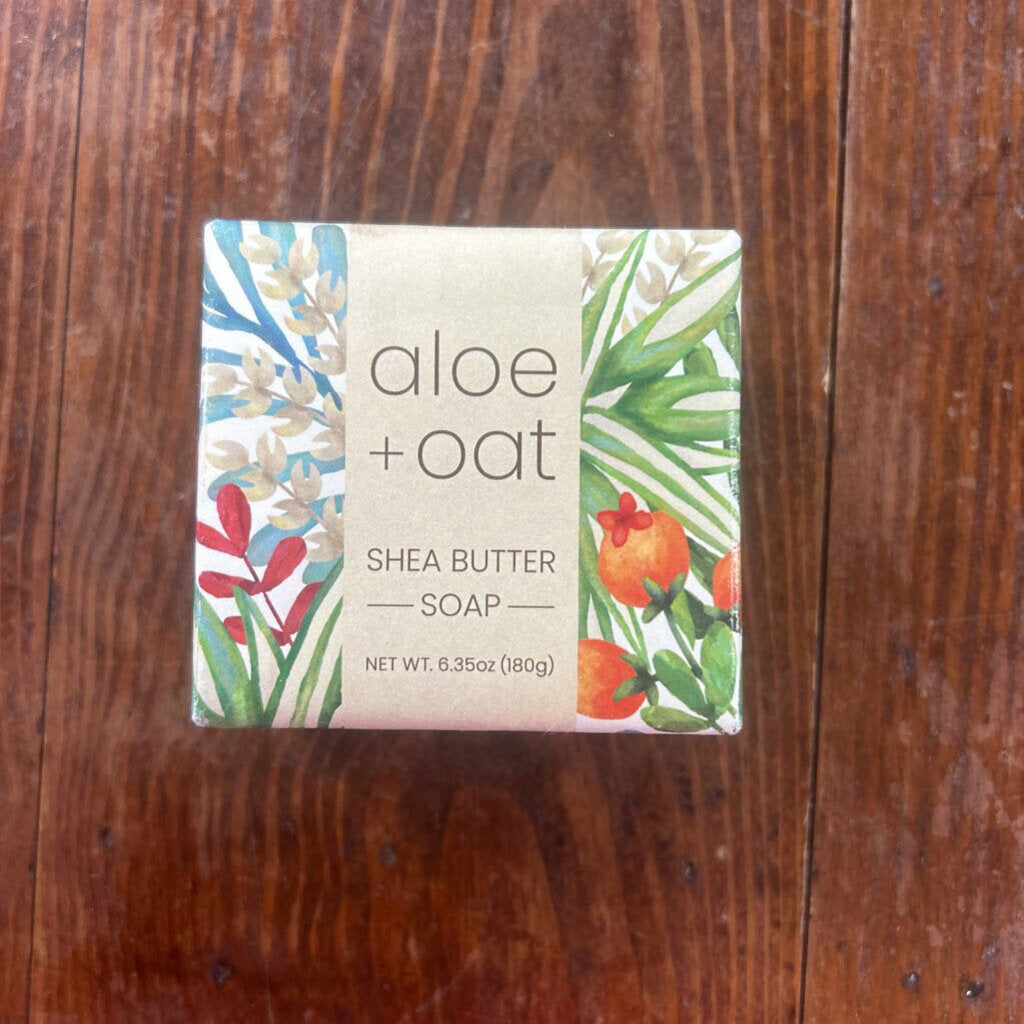 aloe
+oat
SHEA BUTTER
SOAP
NET WT. 6.35oz (180g)